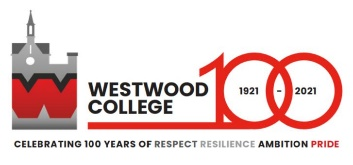 WESTWOOD
COLLEGE
100
1921 - 2021
CELEBRATING 100 YEARS OF RESPECT RESILIENCE AMBITION PRIDE